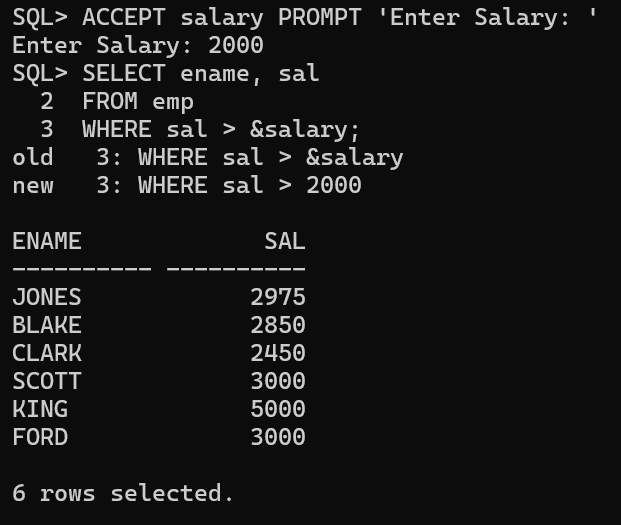 SQL> ACCEPT salary PROMPT 'Enter Salary: '
Enter Salary: 2000
SQL> SELECT ename, sal
  2  FROM emp
  3  WHERE sal > &salary;
old   3: WHERE sal > &salary
new   3: WHERE sal > 2000

ENAME             SAL
---------- ----------
JONES            2975
BLAKE            2850
CLARK            2450
SCOTT            3000
KING             5000
FORD             3000

6 rows selected.